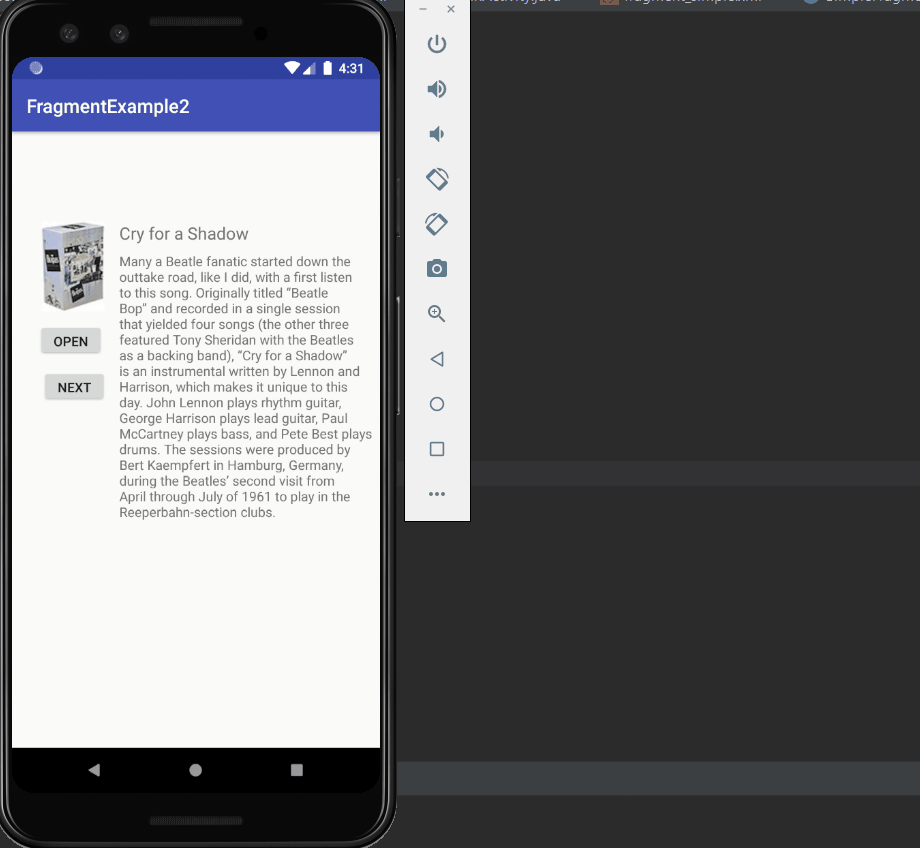 4:31
FragmentExample2
Cry for a Shadow
Many a Beatle fanatic started down the
outtake road, like I did, with a first listen
to this song. Originally titled “Beatle
Bop” and recorded in a single session
that yielded four songs (the other three
featured Tony Sheridan with the Beatles
as a backing band), “Cry for a Shadow”
is an instrumental written by Lennon and
Harrison, which makes it unique to this
day. John Lennon plays rhythm guitar,
George Harrison plays lead guitar, Paul
McCartney plays bass, and Pete Best plays
drums. The sessions were produced by
Bert Kaempfert in Hamburg, Germany,
during the Beatles’ second visit from
April through July of 1961 to play in the
Reeperbahn-section clubs.
OPEN
NEXT